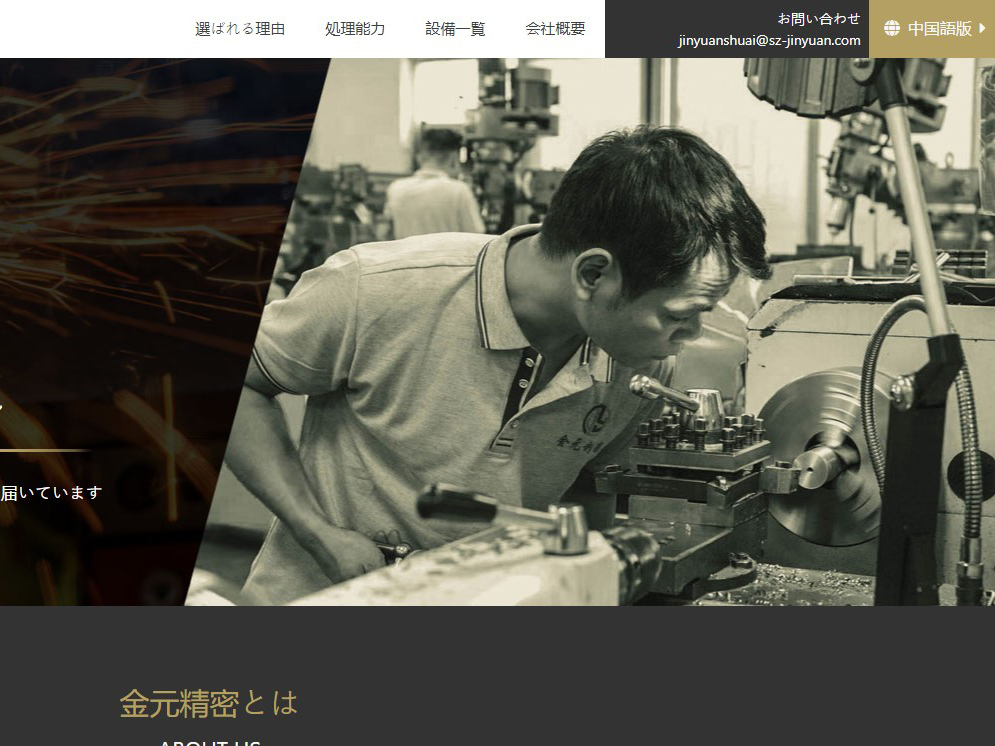 選ばれる理由
処理能力
設備一覧
会社概要
お問い合わせ
jinyuanshuai@sz-jinyuan.com
中国語版
届いています
金元精密とは
ABOUT US